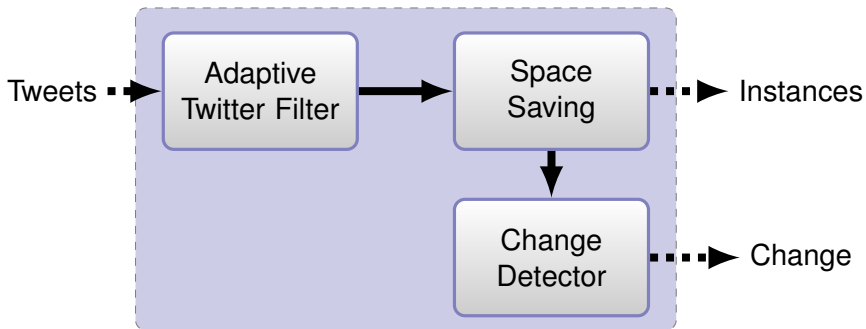 Tweets
Adaptive
Twitter Filter
Space
Saving
Instances
Change
Detector
Change